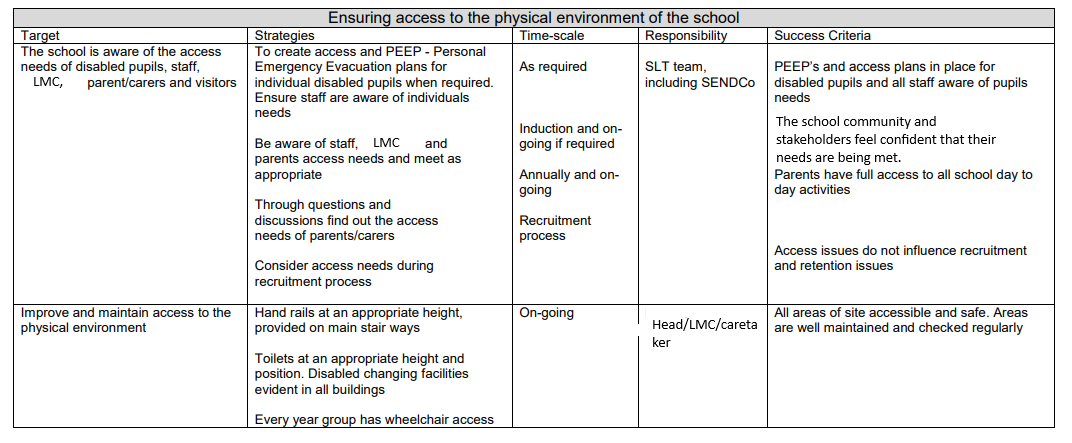 Ensuring access to the physical environment of the school
Target
Strategies
Time-scale
Responsibility
Success Criteria
The school is aware of the access
needs of disabled pupils, staff,
LMC, parent/carers and visitors
To create access and PEEP - Personal
Emergency Evacuation plans for
individual disabled pupils when required.
Ensure staff are aware of individuals
needs
Be aware of staff, LMC and
parents access needs and meet as
appropriate
Through questions and
discussions find out the access
needs of parents/carers
Consider access needs during
recruitment process
As required
Induction and on-
going if required
Annually and on-
going
Recruitment
process
SLT team,
including SENDCo
PEEP's and access plans in place for
disabled pupils and all staff aware of pupils
needs
The school community and
stakeholders feel confident that their
needs are being met.
Parents have full access to all school day to
day activities
Access issues do not influence recruitment
and retention issues
Improve and maintain access to the
physical environment
Hand rails at an appropriate height,
provided on main stair ways
Toilets at an appropriate height and
position. Disabled changing facilities
evident in all buildings
Every year group has wheelchair access
On-going
Head/LMC/careta
ker
All areas of site accessible and safe. Areas
are well maintained and checked regularly